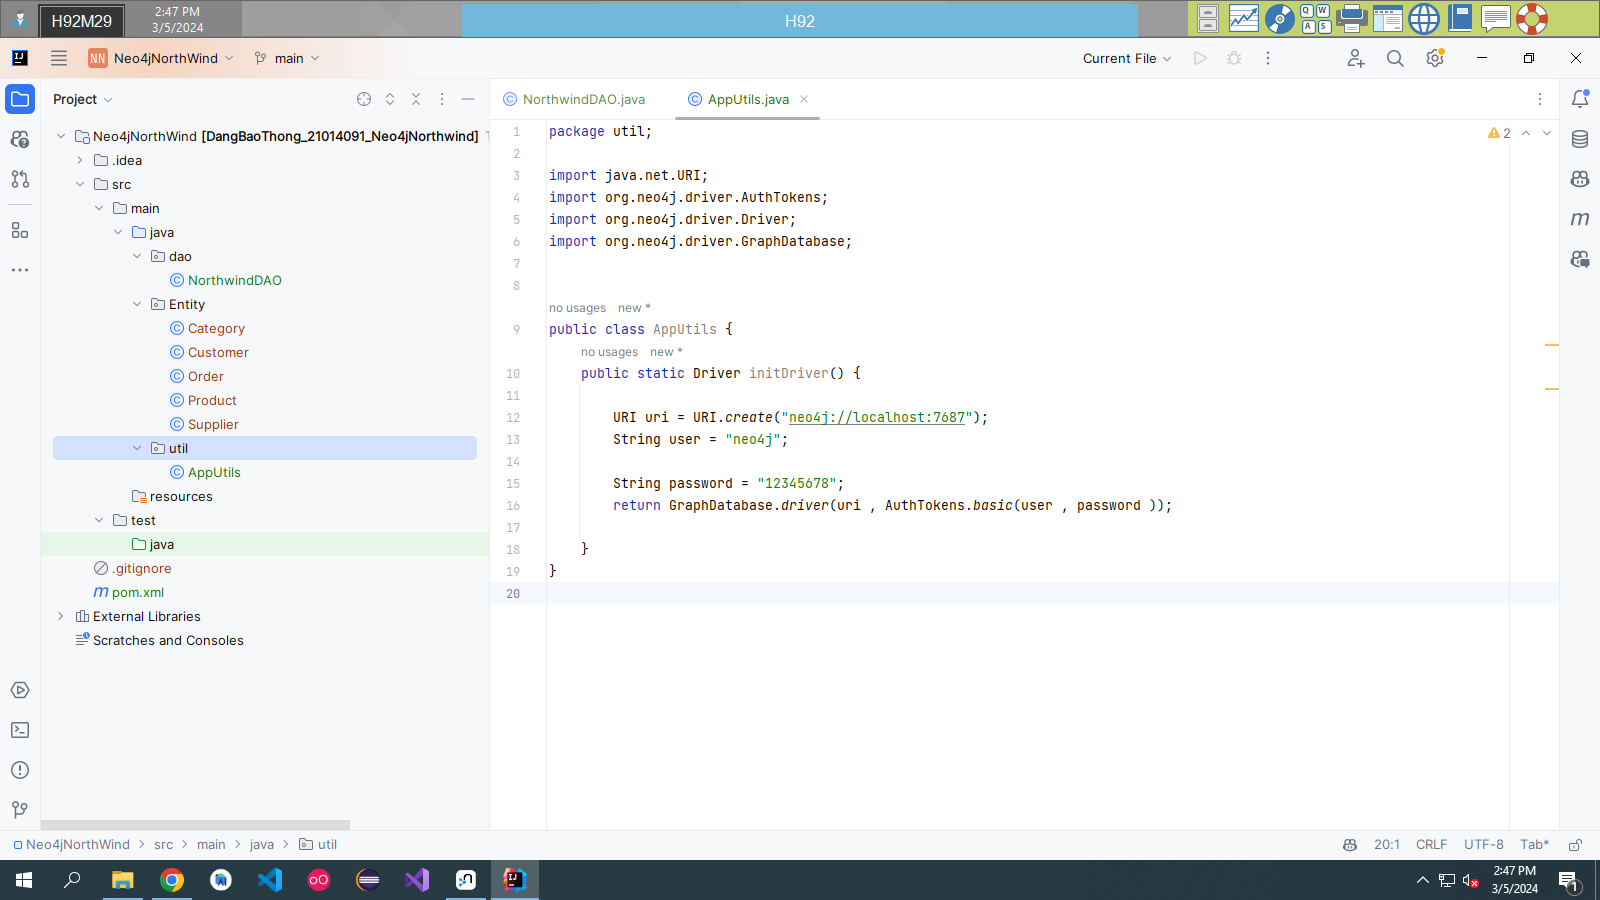 H92M29
2:47 PM
3/5/2024
H92
Q W
A S
NN Neo4jNorthWind
main
Current File
Project
NorthwindDAO.java
AppUtils.java
Neo4jNorthWind [DangBaoThong_21014091_Neo4jNorthwind]
.idea
src
main
java
dao
NorthwindDAO
Entity
Category
Customer
Order
Product
Supplier
util
AppUtils
resources
test
java
.gitignore
pom.xml
External Libraries
Scratches and Consoles
2
1 package util;
2
3 import java.net.URI;
4 import org.neo4j.driver.AuthTokens;
5 import org.neo4j.driver.Driver;
6 import org.neo4j.driver.GraphDatabase;
7
8
no usages new *
9 public class AppUtils {
no usages new *
10 public static Driver initDriver() {
11
12 URI uri = URI.create("neo4j://localhost:7687");
13 String user = "neo4j";
14
15 String password = "12345678";
16 return GraphDatabase.driver(uri , AuthTokens.basic(user , password ));
17
18 }
19 }
20
Neo4jNorthWind > src > main > java > util
20:1 CRLF UTF-8 Tab*
2:47 PM
3/5/2024
1